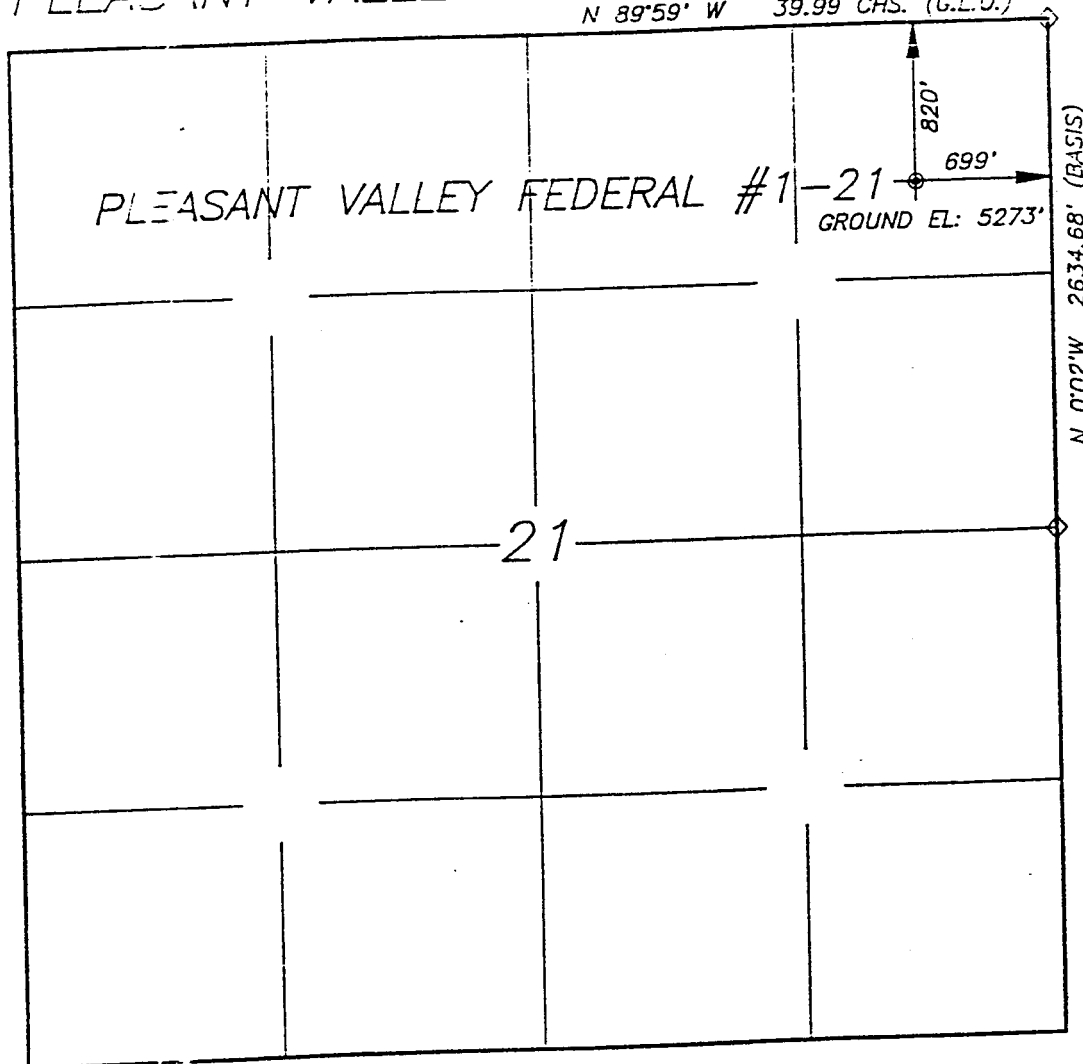 N 89°59' W 39.99 CHS. (G.L.O.)
820'
699'
PLEASANT VALLEY FEDERAL #1-21
GROUND EL: 5273'
N 0°02'W 2634.68' (BASIS)
21